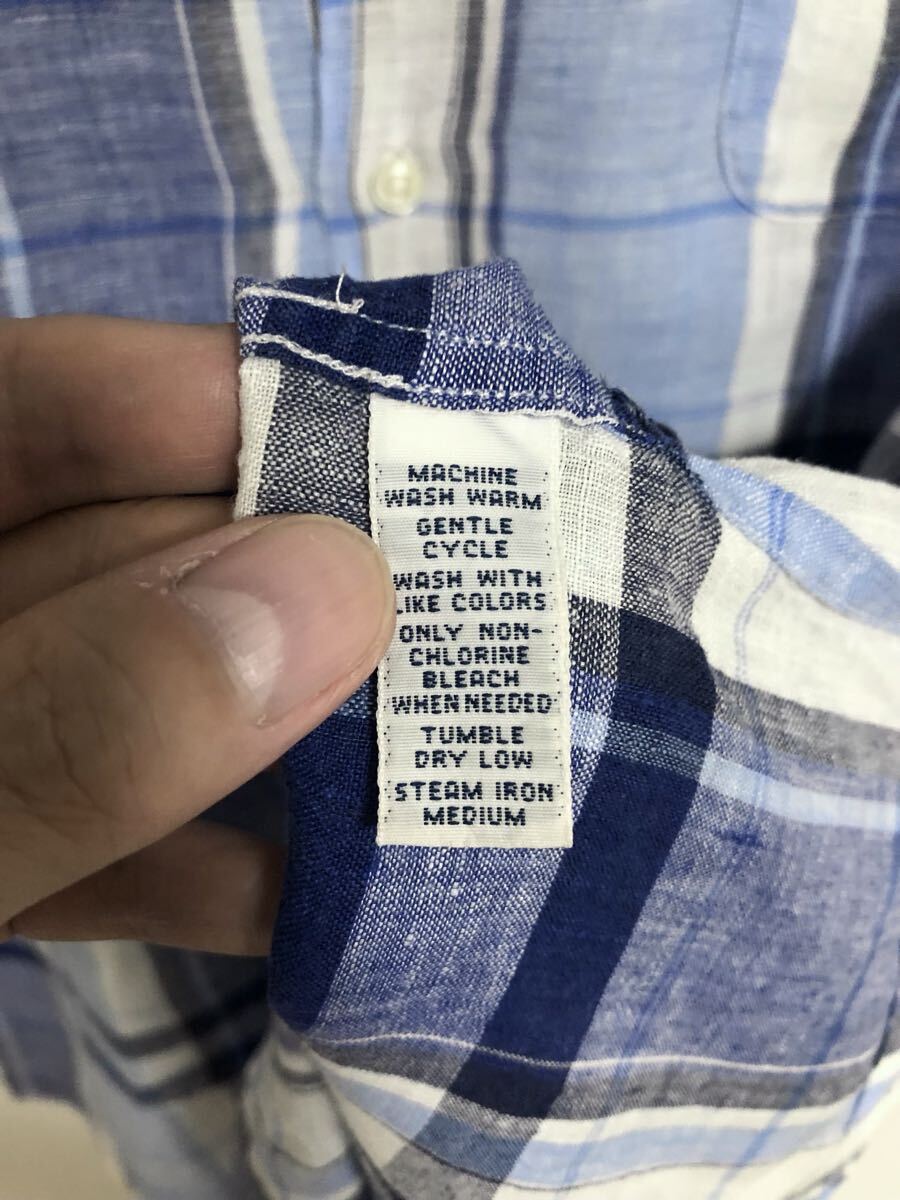 MACHINE
WASH WARM
GENTLE
CYCLE
WASH WITH
LIKE COLORS
ONLY NON-
CHLORINE
BLEACH
WHEN NEEDED
TUMBLE
DRY LOW
STEAM IRON
MEDIUM